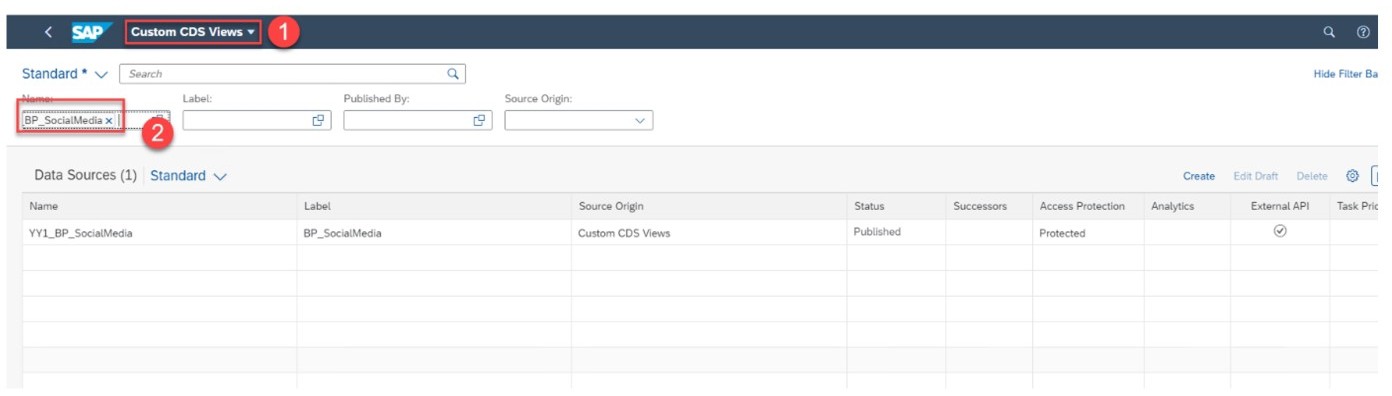 SAP Custom CDS Views 1
Standard * Search
Hide Filter Ba
Name: Label: Published By: Source Origin:
BP_SocialMedia × 2
Data Sources (1) Standard
Create Edit Draft Delete
Name Label Source Origin Status Successors Access Protection Analytics External API Task Pric
YY1_BP_SocialMedia BP_SocialMedia Custom CDS Views Published Protected